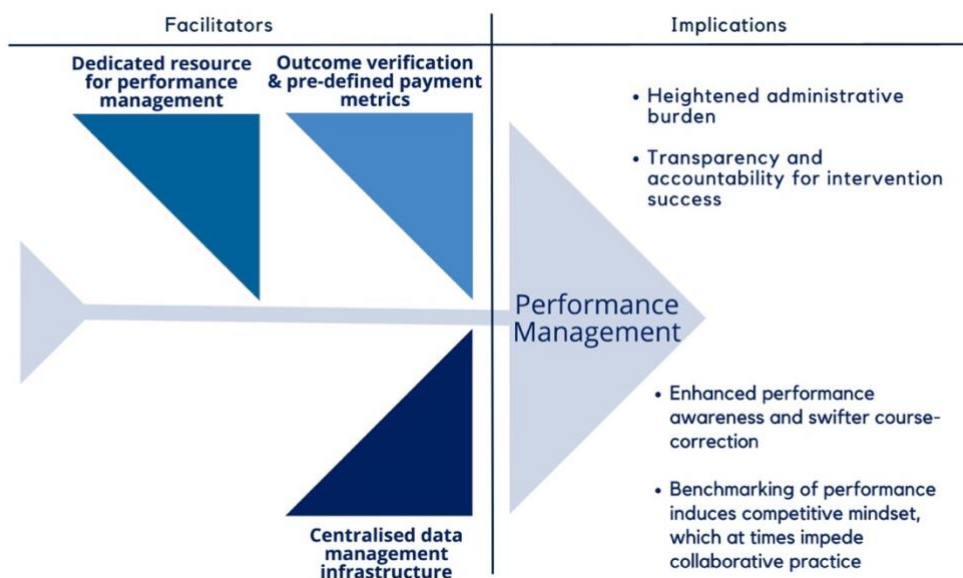 Facilitators
Implications
Dedicated resource
for performance
management
Outcome verification
& pre-defined payment
metrics
• Heightened administrative
burden
• Transparency and
accountability for intervention
success
Performance
Management
• Enhanced performance
awareness and swifter course-
correction
• Benchmarking of performance
induces competitive mindset,
which at times impede
collaborative practice
Centralised data
management
infrastructure